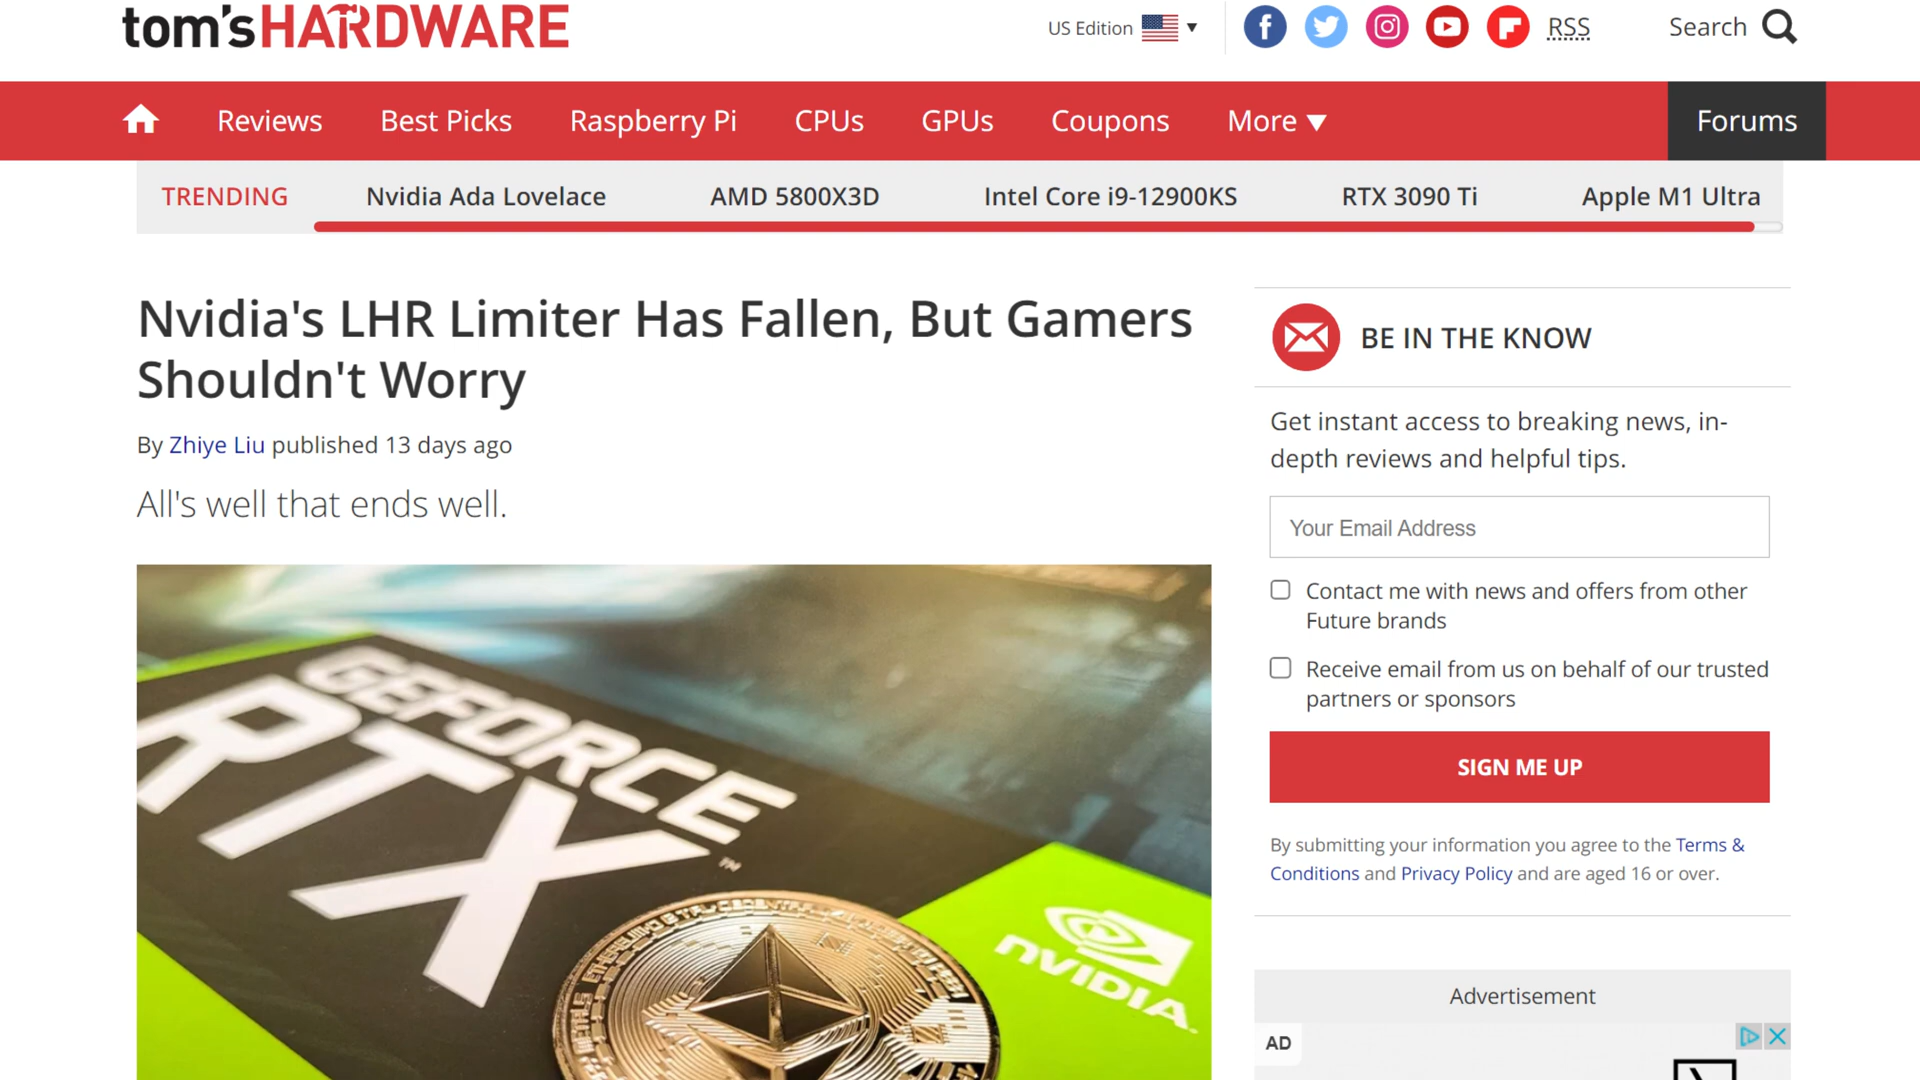 tom's HARDWARE
US Edition
RSS
Search
Reviews
Best Picks
Raspberry Pi
CPUs
GPUs
Coupons
More
Forums
TRENDING
Nvidia Ada Lovelace
AMD 5800X3D
Intel Core i9-12900KS
RTX 3090 Ti
Apple M1 Ultra
Nvidia's LHR Limiter Has Fallen, But Gamers
Shouldn't Worry
By Zhiye Liu published 13 days ago
All's well that ends well.
GEFORCE
RTX
™
NVIDIA
BE IN THE KNOW
Get instant access to breaking news, in-
depth reviews and helpful tips.
Your Email Address
Contact me with news and offers from other
Future brands
Receive email from us on behalf of our trusted
partners or sponsors
SIGN ME UP
By submitting your information you agree to the Terms &
Conditions and Privacy Policy and are aged 16 or over.
Advertisement
AD